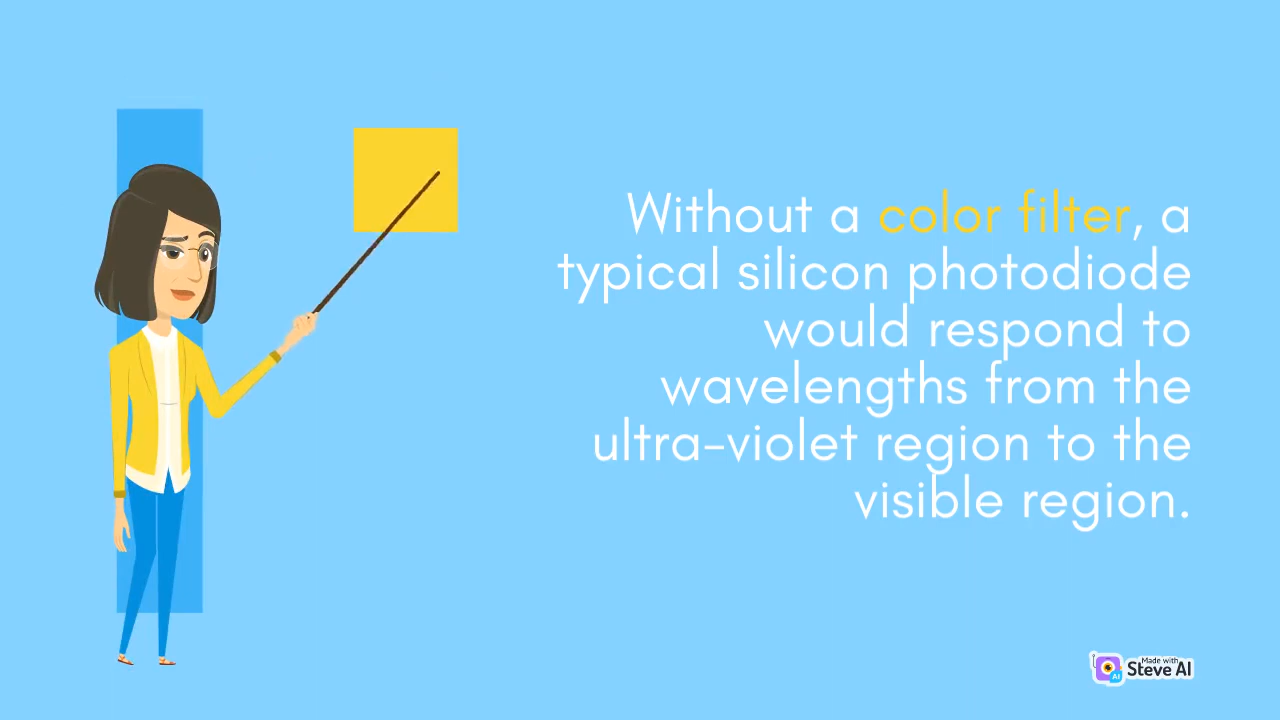 Without a color filter, a
typical silicon photodiode
would respond to
wavelengths from the
ultra-violet region to the
visible region.
Made with
Steve AI
AI